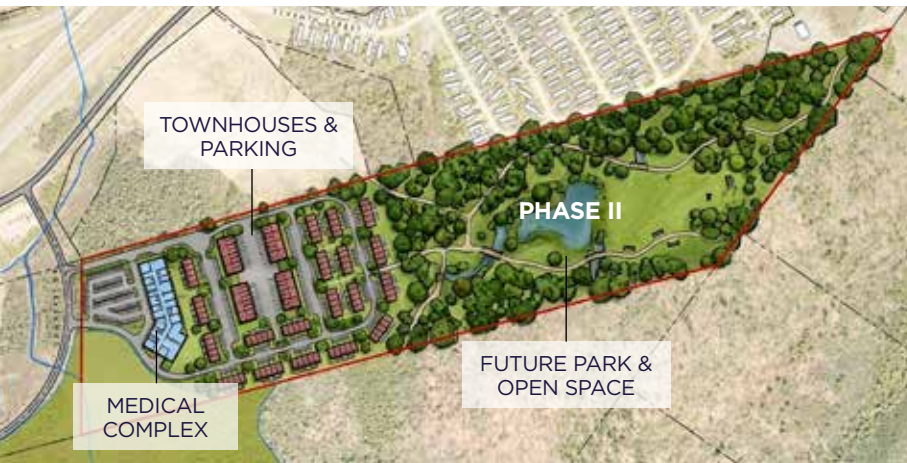 TOWNHOUSES &
PARKING
PHASE II
FUTURE PARK &
OPEN SPACE
MEDICAL
COMPLEX